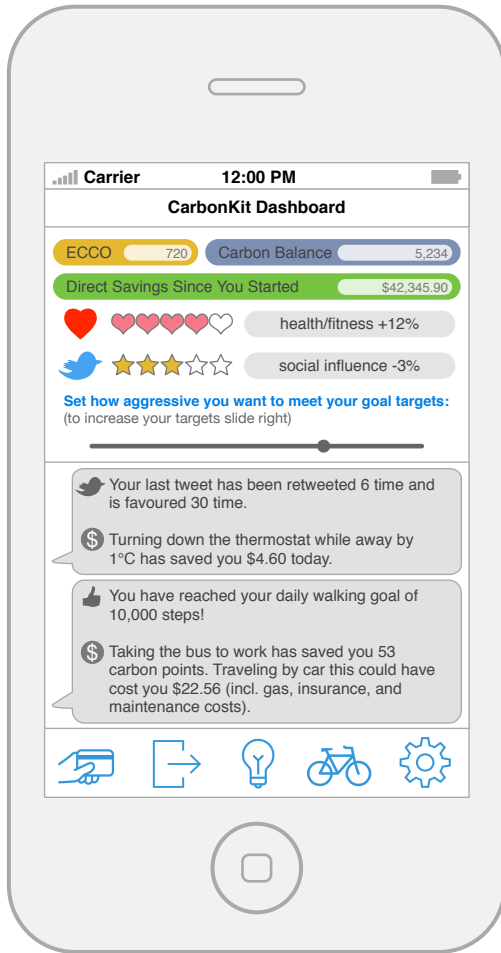 Carrier 12:00 PM
CarbonKit Dashboard
ECCO 720 Carbon Balance 5,234
Direct Savings Since You Started $42,345.90
health/fitness +12%
social influence -3%
Set how aggressive you want to meet your goal targets:
(to increase your targets slide right)
Your last tweet has been retweeted 6 time and
is favoured 30 time.
$ Turning down the thermostat while away by
1°C has saved you $4.60 today.
You have reached your daily walking goal of
10,000 steps!
$ Taking the bus to work has saved you 53
carbon points. Traveling by car this could have
cost you $22.56 (incl. gas, insurance, and
maintenance costs).